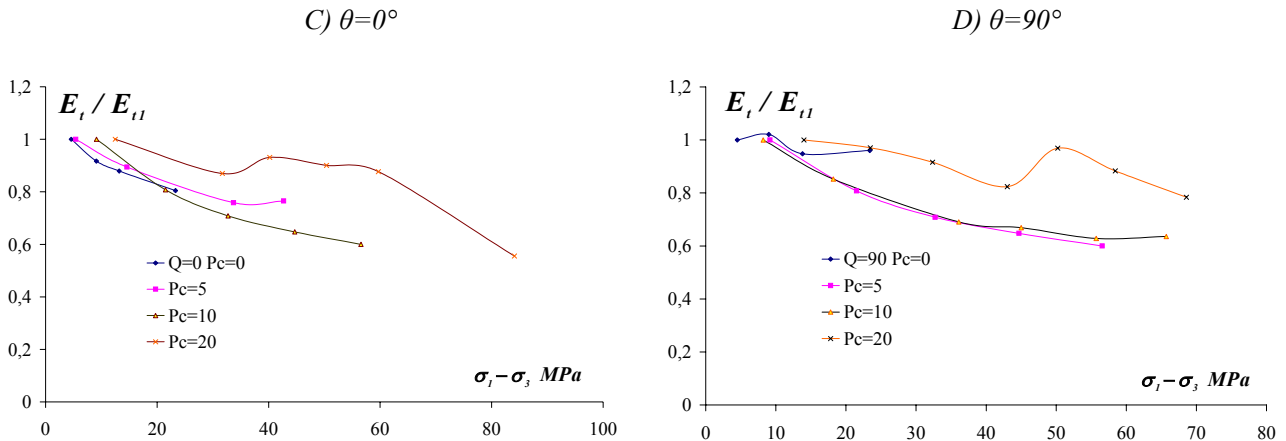 C) θ=0°
1,2
E_t / E_t1
1
0,8
0,6
0,4
0,2
0
Q=0 Pc=0
Pc=5
Pc=10
Pc=20
σ₁−σ₃ MPa
0 20 40 60 80 100
D) θ=90°
1,2
E_t / E_t1
1
0,8
0,6
0,4
0,2
0
Q=90 Pc=0
Pc=5
Pc=10
Pc=20
σ₁−σ₃ MPa
0 10 20 30 40 50 60 70 80